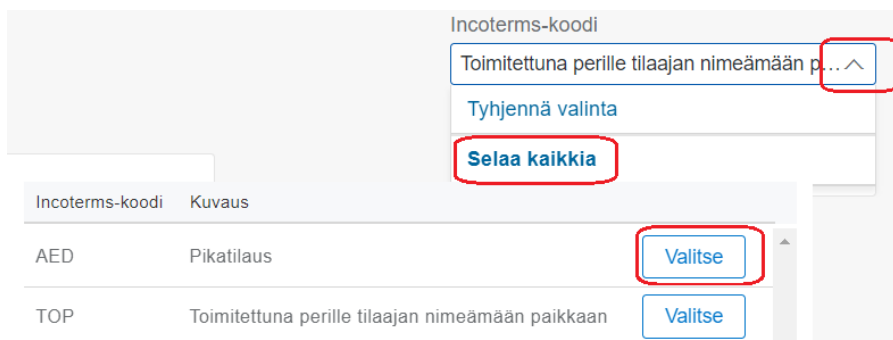 Incoterms-koodi
Toimitettuna perille tilaajan nimeämään p...
Tyhjennä valinta
Selaa kaikkia
Incoterms-koodi Kuvaus
AED Pikatilaus Valitse
TOP Toimitettuna perille tilaajan nimeämään paikkaan Valitse